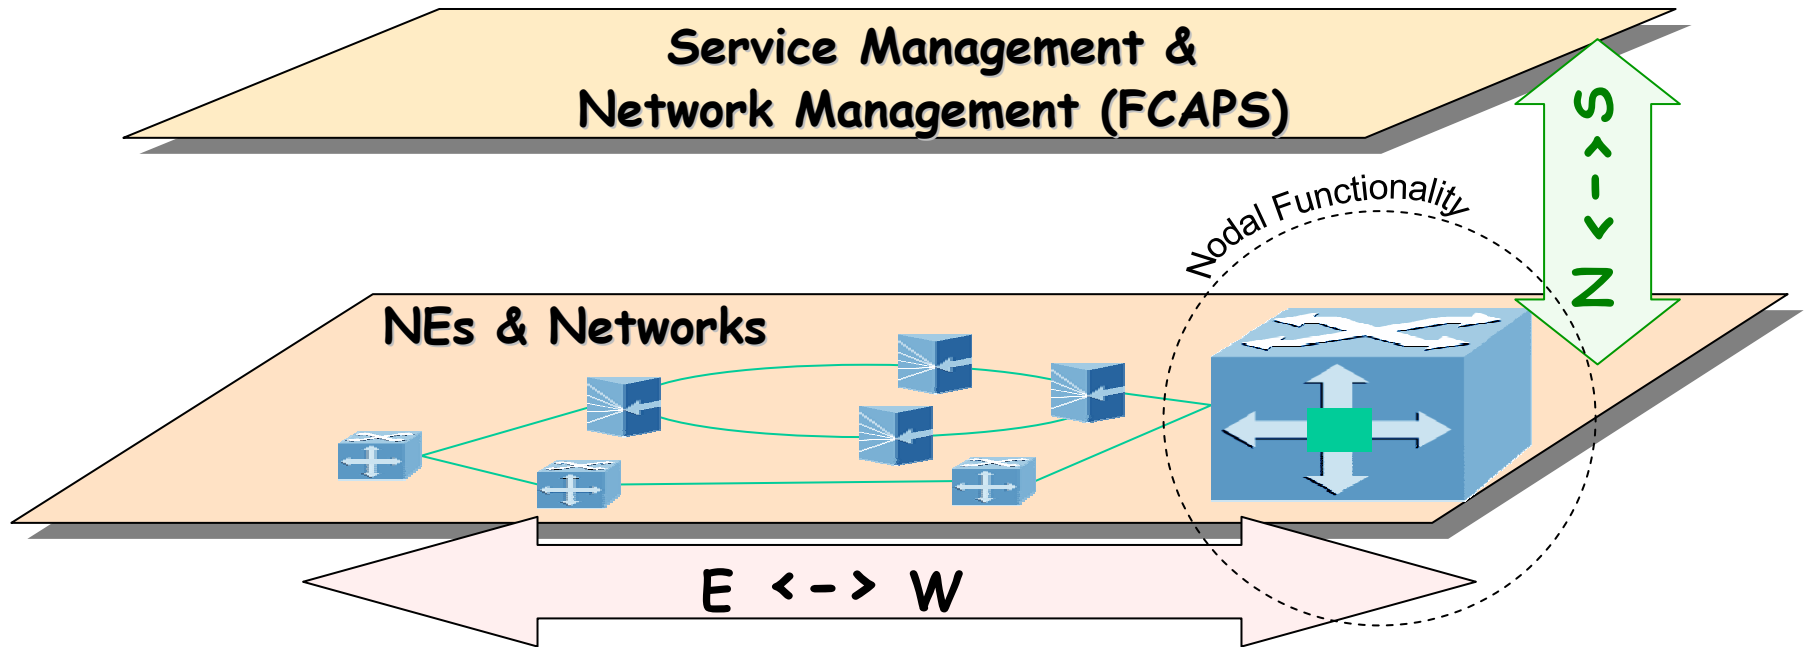 Service Management &
Network Management (FCAPS)
S <-> N
Nodal Functionality
NEs & Networks
E <-> W